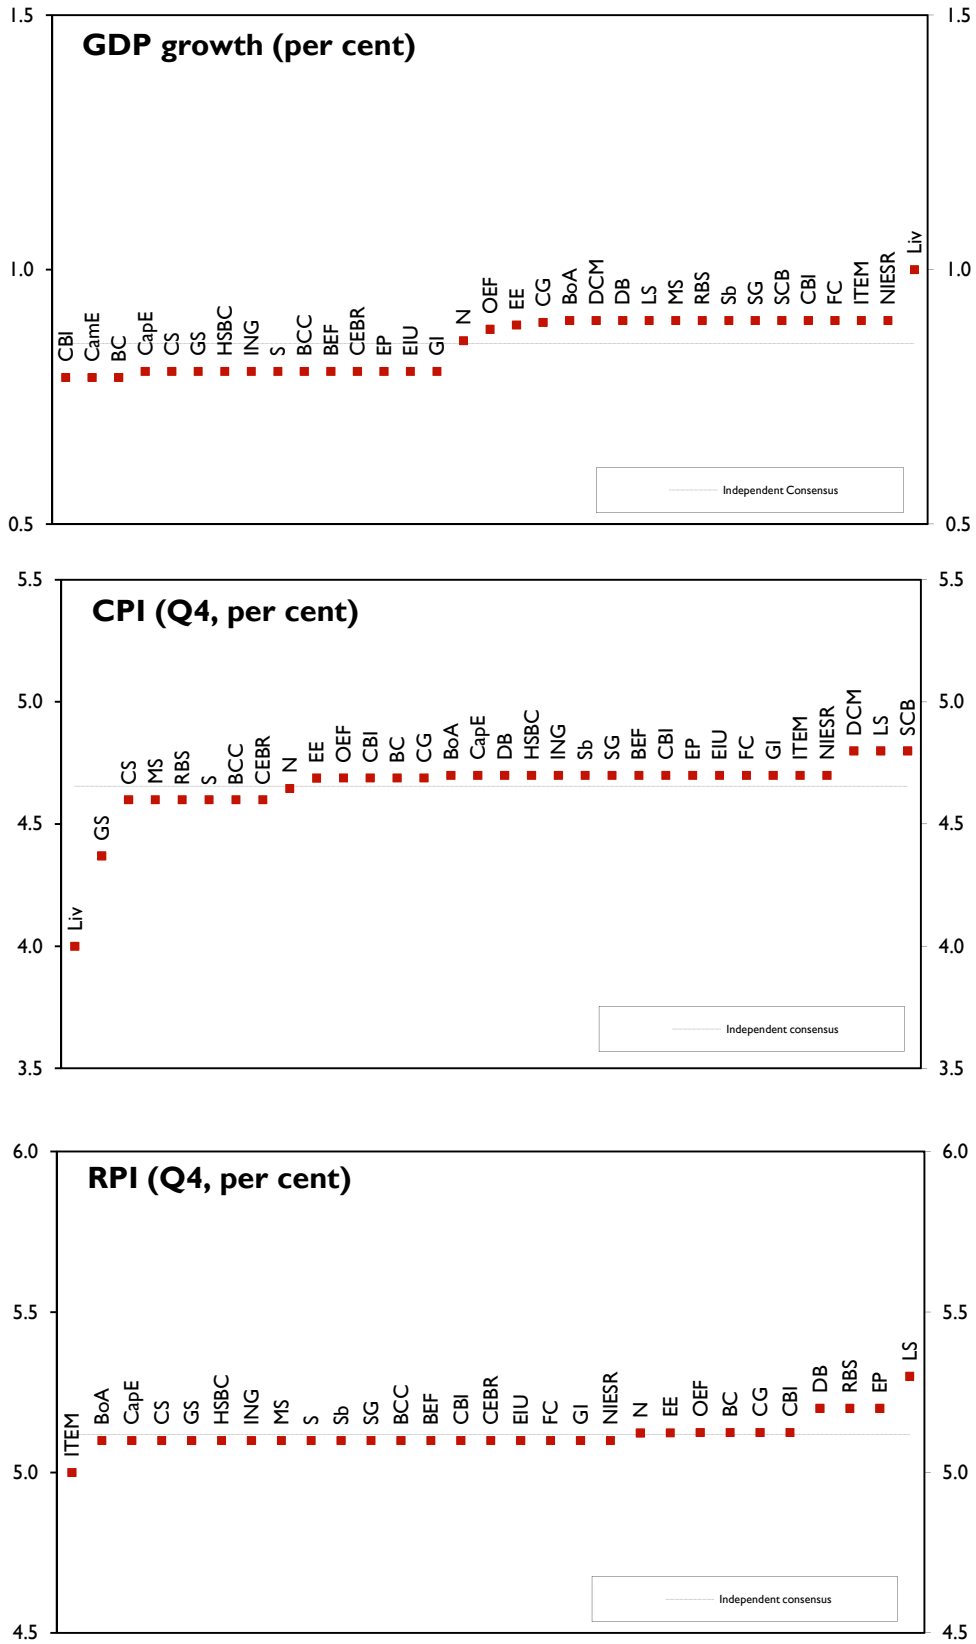 1.5 1.5
GDP growth (per cent)
1.0 1.0
CBI CamE BC CapE CS GS HSBC ING S BCC BEF CEBR EP EIU GI N OEF EE CG BoA DCM DB LS MS RBS Sb SG SCB CBI FC ITEM NIESR Liv
Independent Consensus
0.5 0.5
5.5 5.5
CPI (Q4, per cent)
5.0 5.0
Liv GS CS MS RBS S BCC CEBR N EE OEF CBI BC CG BoA CapE DB HSBC ING Sb SG BEF CBI EP EIU FC GI ITEM NIESR DCM LS SCB
4.5 4.5
4.0 4.0
Independent consensus
3.5 3.5
6.0 6.0
RPI (Q4, per cent)
5.5 5.5
ITEM BoA CapE CS GS HSBC ING MS S Sb SG BCC BEF CBI CEBR EIU FC GI NIESR N EE OEF BC CG CBI DB RBS EP LS
5.0 5.0
Independent consensus
4.5 4.5